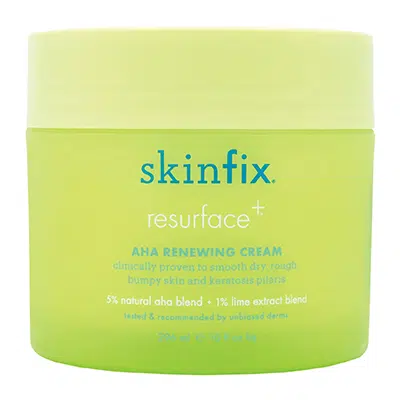 skinfix.
resurface+
AHA RENEWING CREAM
clinically proven to smooth dry, rough,
bumpy skin and keratosis pilaris
5% natural aha blend • 1% lime extract blend
tested & recommended by unbiased derms